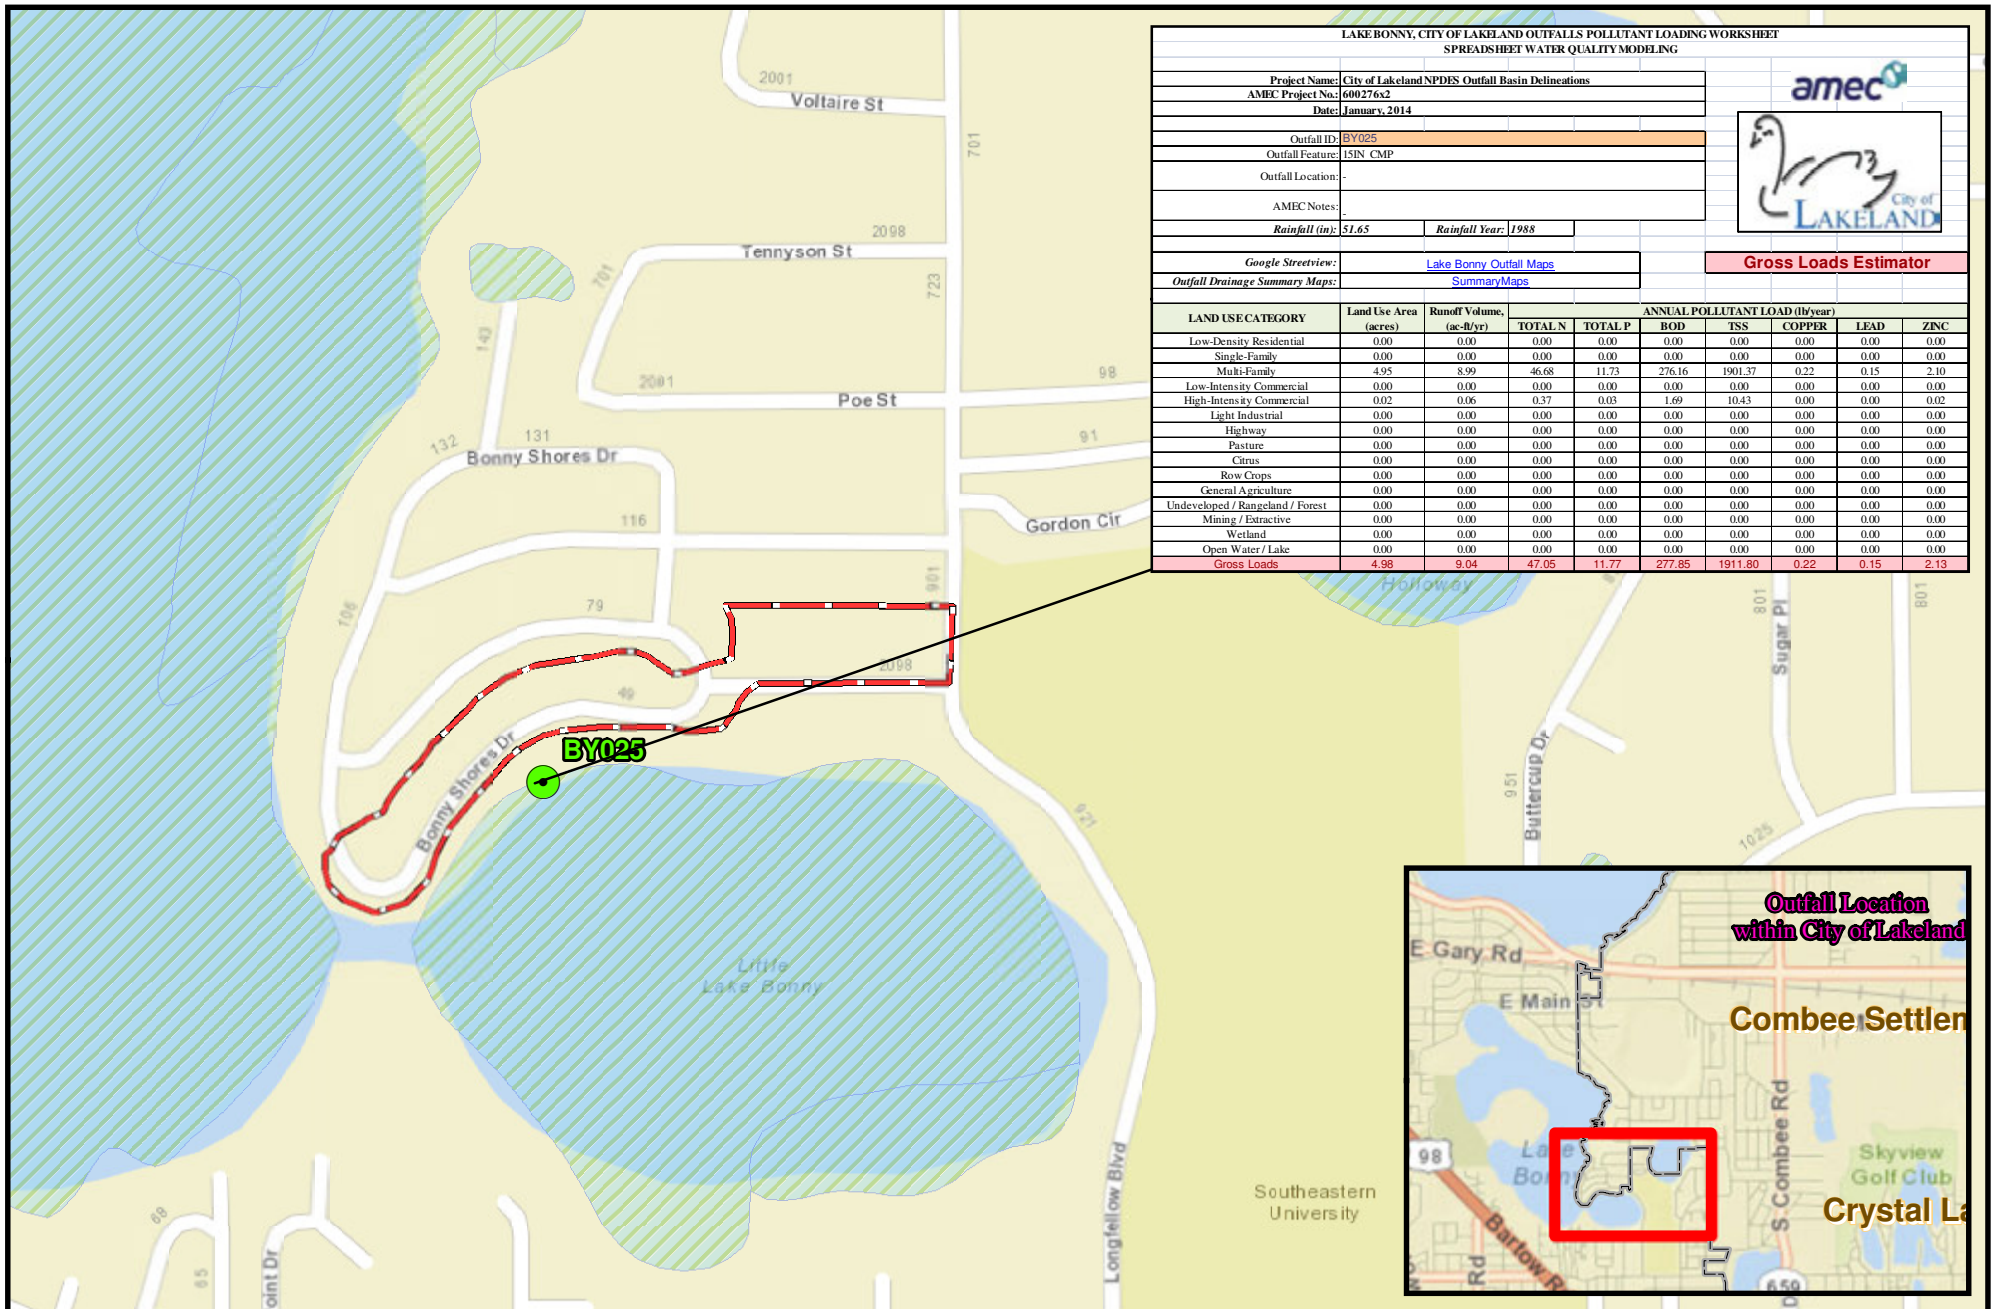 LAKE BONNY, CITY OF LAKELAND OUTFALLS POLLUTANT LOADING WORKSHEET
SPREADSHEET WATER QUALITY MODELING
Project Name: City of Lakeland NPDES Outfall Basin Delineations
AMEC Project No.: 600276x2
Date: January, 2014
amec
Outfall ID: BY025
Outfall Feature: 15IN CMP
Outfall Location: -
AMEC Notes: -
City of
LAKELAND
Rainfall (in): 51.65 Rainfall Year: 1988
Google Streetview: Lake Bonny Outfall Maps
Gross Loads Estimator
Outfall Drainage Summary Maps: SummaryMaps
LAND USE CATEGORY Land Use Area (acres) Runoff Volume, (ac-ft/yr) ANNUAL POLLUTANT LOAD (lb/year)
TOTAL N TOTAL P BOD TSS COPPER LEAD ZINC
Low-Density Residential 0.00 0.00 0.00 0.00 0.00 0.00 0.00 0.00 0.00
Single-Family 0.00 0.00 0.00 0.00 0.00 0.00 0.00 0.00 0.00
Multi-Family 4.95 8.99 46.68 11.73 276.16 1901.37 0.22 0.15 2.10
Low-Intensity Commercial 0.00 0.00 0.00 0.00 0.00 0.00 0.00 0.00 0.00
High-Intensity Commercial 0.02 0.06 0.37 0.03 1.69 10.43 0.00 0.00 0.02
Light Industrial 0.00 0.00 0.00 0.00 0.00 0.00 0.00 0.00 0.00
Highway 0.00 0.00 0.00 0.00 0.00 0.00 0.00 0.00 0.00
Pasture 0.00 0.00 0.00 0.00 0.00 0.00 0.00 0.00 0.00
Citrus 0.00 0.00 0.00 0.00 0.00 0.00 0.00 0.00 0.00
Row Crops 0.00 0.00 0.00 0.00 0.00 0.00 0.00 0.00 0.00
General Agriculture 0.00 0.00 0.00 0.00 0.00 0.00 0.00 0.00 0.00
Undeveloped / Rangeland / Forest 0.00 0.00 0.00 0.00 0.00 0.00 0.00 0.00 0.00
Mining / Extractive 0.00 0.00 0.00 0.00 0.00 0.00 0.00 0.00 0.00
Wetland 0.00 0.00 0.00 0.00 0.00 0.00 0.00 0.00 0.00
Open Water / Lake 0.00 0.00 0.00 0.00 0.00 0.00 0.00 0.00 0.00
Gross Loads 4.98 9.04 47.05 11.77 277.85 1911.80 0.22 0.15 2.13
2001
Voltaire St
701
2098
Tennyson St
701
723
143
2001
Poe St
98
132
131
Bonny Shores Dr
91
116
Gordon Cir
901
Holloway
106
79
2098
49
801
Sugar Pl
801
Bonny Shores Dr
BY025
951
Buttercup Dr
921
1025
Little
Lake Bonny
Longfellow Blvd
Southeastern
University
69
65
oint Dr
Outfall Location
within City of Lakeland
E Gary Rd
E Main St
Combee Settlem
S Combee Rd
98
Lake
Bonny
Skyview
Golf Club
Crystal La
Bartow R
Rd
659